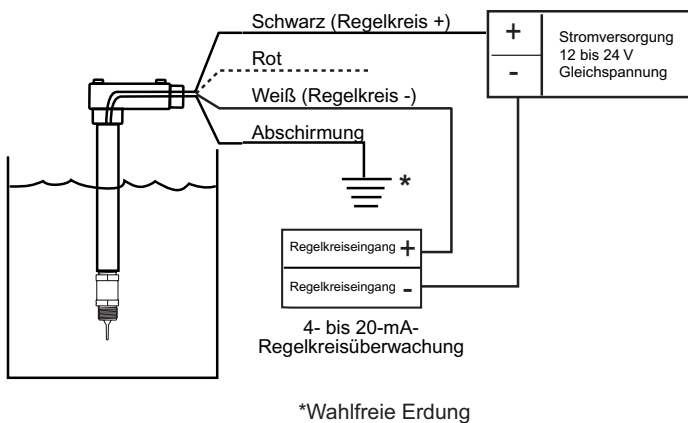 Schwarz (Regelkreis +)
Rot
Weiß (Regelkreis -)
Abschirmung
*
+
-
Stromversorgung
12 bis 24 V
Gleichspannung
Regelkreiseingang +
Regelkreiseingang -
4- bis 20-mA-
Regelkreisüberwachung
*Wahlfreie Erdung